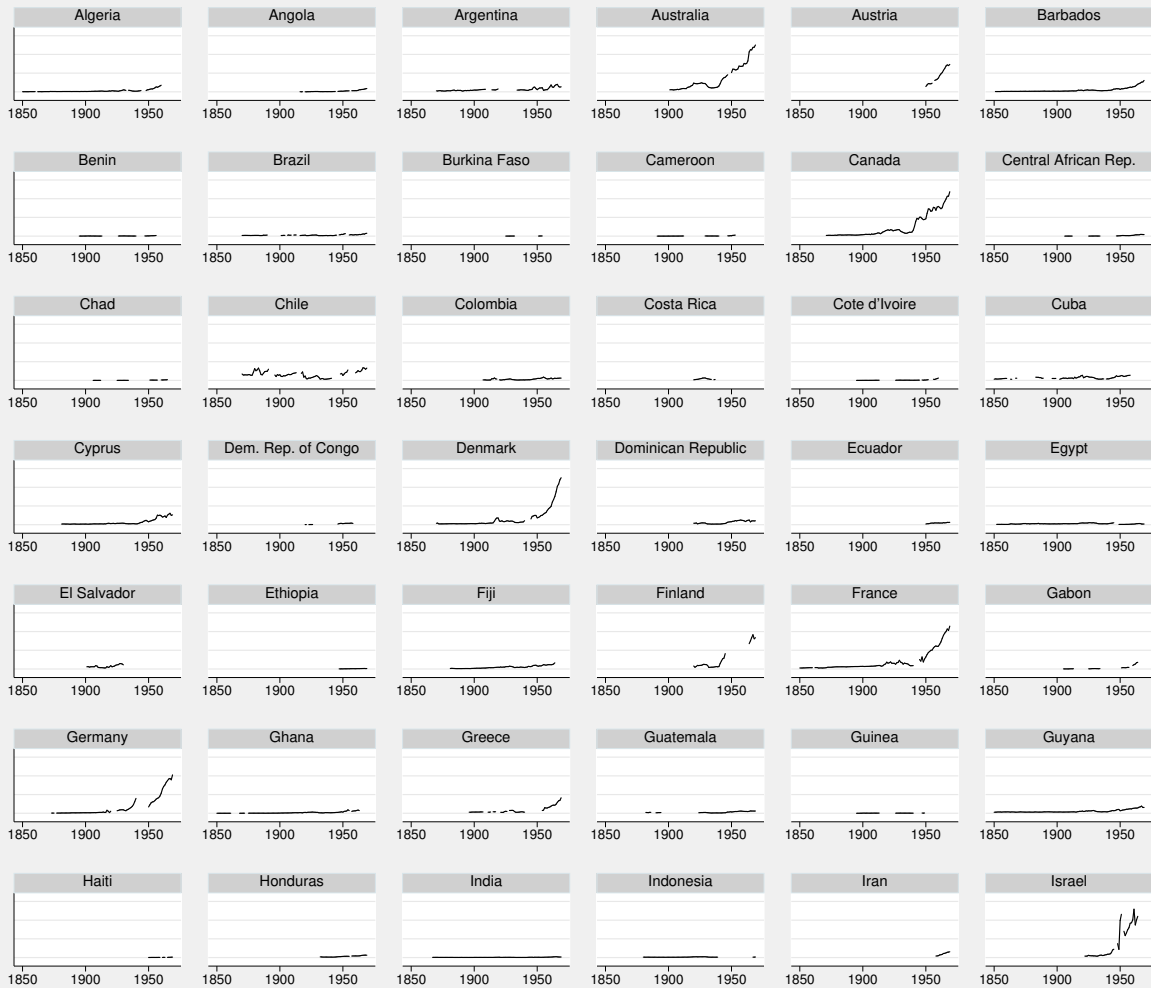 Algeria Angola Argentina Australia Austria Barbados
1850 1900 1950 1850 1900 1950 1850 1900 1950 1850 1900 1950 1850 1900 1950 1850 1900 1950
Benin Brazil Burkina Faso Cameroon Canada Central African Rep.
1850 1900 1950 1850 1900 1950 1850 1900 1950 1850 1900 1950 1850 1900 1950 1850 1900 1950
Chad Chile Colombia Costa Rica Cote d'Ivoire Cuba
1850 1900 1950 1850 1900 1950 1850 1900 1950 1850 1900 1950 1850 1900 1950 1850 1900 1950
Cyprus Dem. Rep. of Congo Denmark Dominican Republic Ecuador Egypt
1850 1900 1950 1850 1900 1950 1850 1900 1950 1850 1900 1950 1850 1900 1950 1850 1900 1950
El Salvador Ethiopia Fiji Finland France Gabon
1850 1900 1950 1850 1900 1950 1850 1900 1950 1850 1900 1950 1850 1900 1950 1850 1900 1950
Germany Ghana Greece Guatemala Guinea Guyana
1850 1900 1950 1850 1900 1950 1850 1900 1950 1850 1900 1950 1850 1900 1950 1850 1900 1950
Haiti Honduras India Indonesia Iran Israel
1850 1900 1950 1850 1900 1950 1850 1900 1950 1850 1900 1950 1850 1900 1950 1850 1900 1950